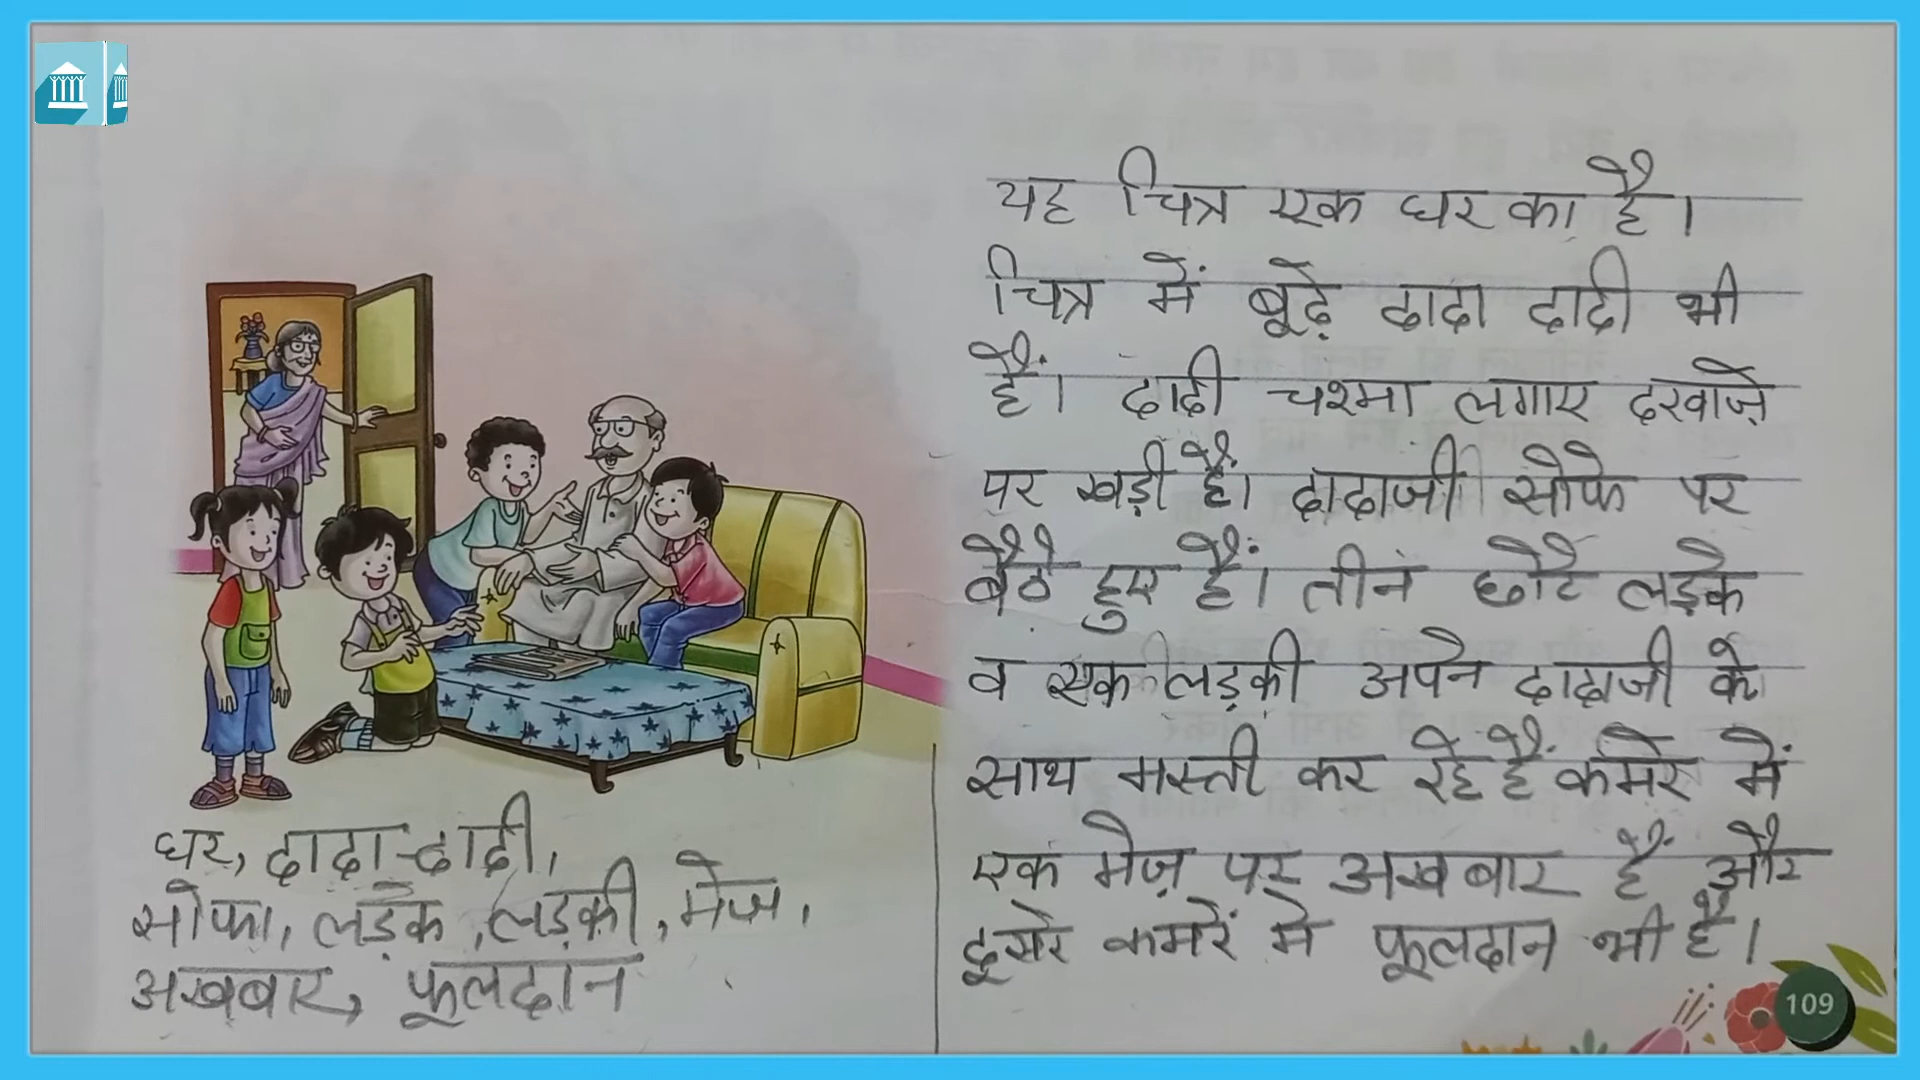 यह चित्र एक घर का है।
चित्र में बूढ़े दादा दादी भी
हैं। दादी चश्मा लगाए दरवाज़े
पर खड़ी हैं। दादाजी सोफे पर
बैठे हुए हैं। तीन छोटे लड़के
व एक लड़की अपने दादाजी के
साथ मस्ती कर रहे हैं कमरे में
एक मेज़ पर अखबार हैं और
दूसरे कमरें मे फूलदान भी हैं।
घर, दादा-दादी,
सोफा, लड़के, लड़की, मेज,
अखबार, फूलदान
109